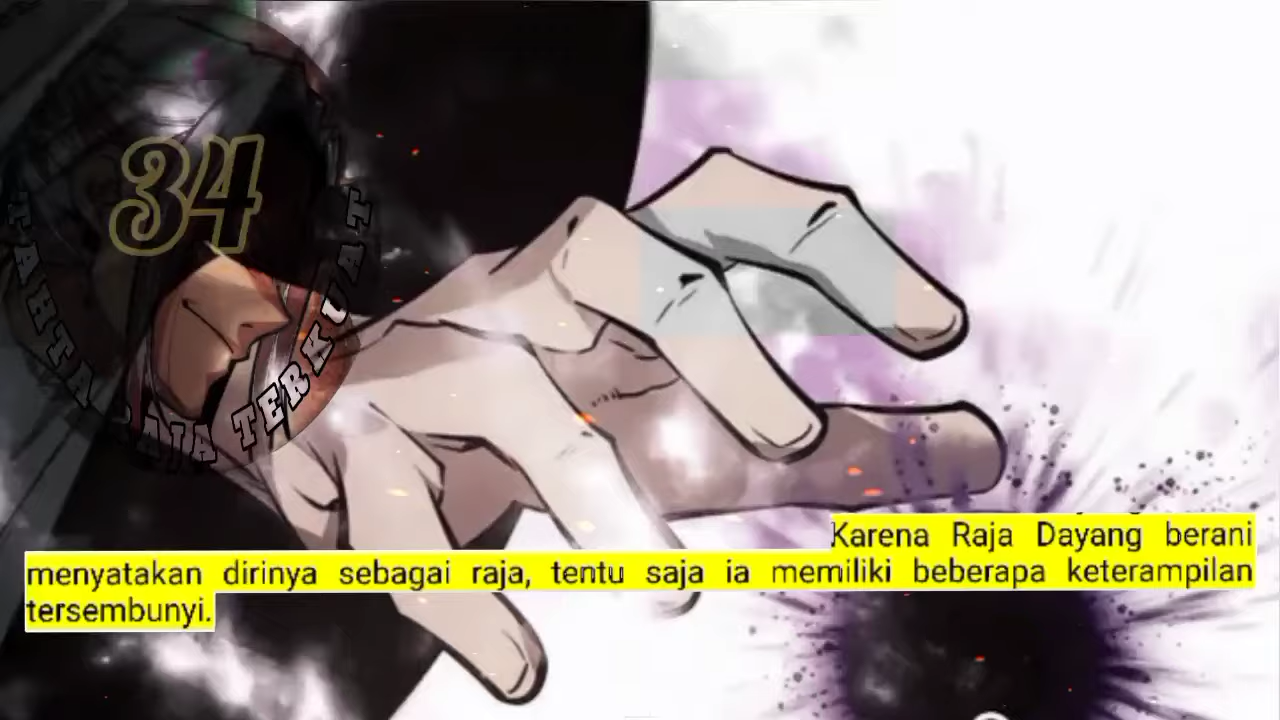 34
TAHTA RAJA TERKUAT
Karena Raja Dayang berani
menyatakan dirinya sebagai raja, tentu saja ia memiliki beberapa keterampilan
tersembunyi.